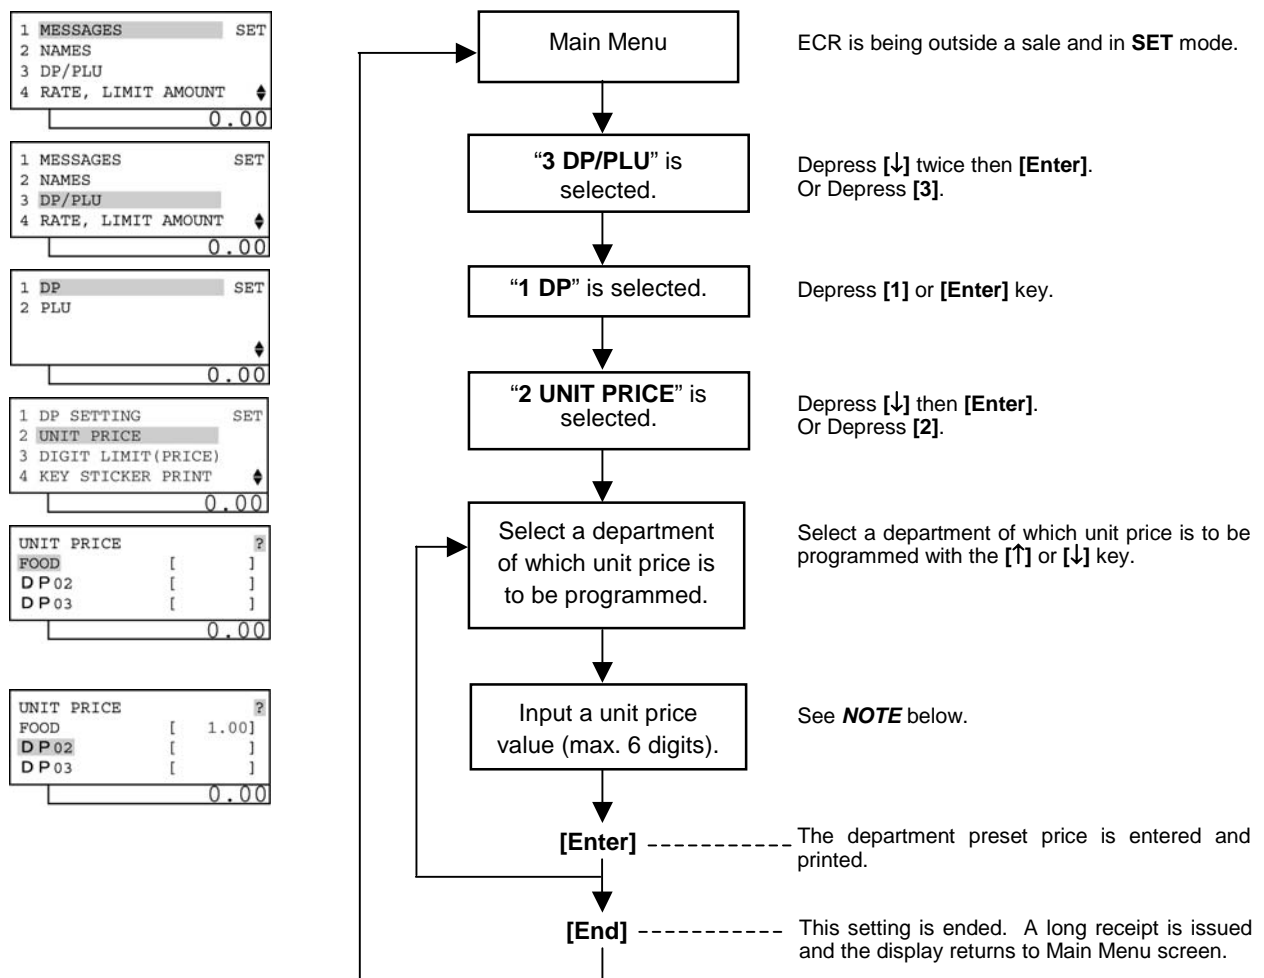 1 MESSAGES SET
2 NAMES
3 DP/PLU
4 RATE, LIMIT AMOUNT
0.00
Main Menu
ECR is being outside a sale and in SET mode.
1 MESSAGES SET
2 NAMES
3 DP/PLU
4 RATE, LIMIT AMOUNT
0.00
“3 DP/PLU” is
selected.
Depress [↓] twice then [Enter].
Or Depress [3].
1 DP SET
2 PLU
0.00
“1 DP” is selected.
Depress [1] or [Enter] key.
1 DP SETTING SET
2 UNIT PRICE
3 DIGIT LIMIT(PRICE)
4 KEY STICKER PRINT
0.00
“2 UNIT PRICE” is
selected.
Depress [↓] then [Enter].
Or Depress [2].
UNIT PRICE ?
FOOD [ ]
DP02 [ ]
DP03 [ ]
0.00
Select a department
of which unit price is
to be programmed.
Select a department of which unit price is to be
programmed with the [↑] or [↓] key.
UNIT PRICE ?
FOOD [ 1.00]
DP02 [ ]
DP03 [ ]
0.00
Input a unit price
value (max. 6 digits).
See NOTE below.
[Enter]
The department preset price is entered and
printed.
[End]
This setting is ended. A long receipt is issued
and the display returns to Main Menu screen.